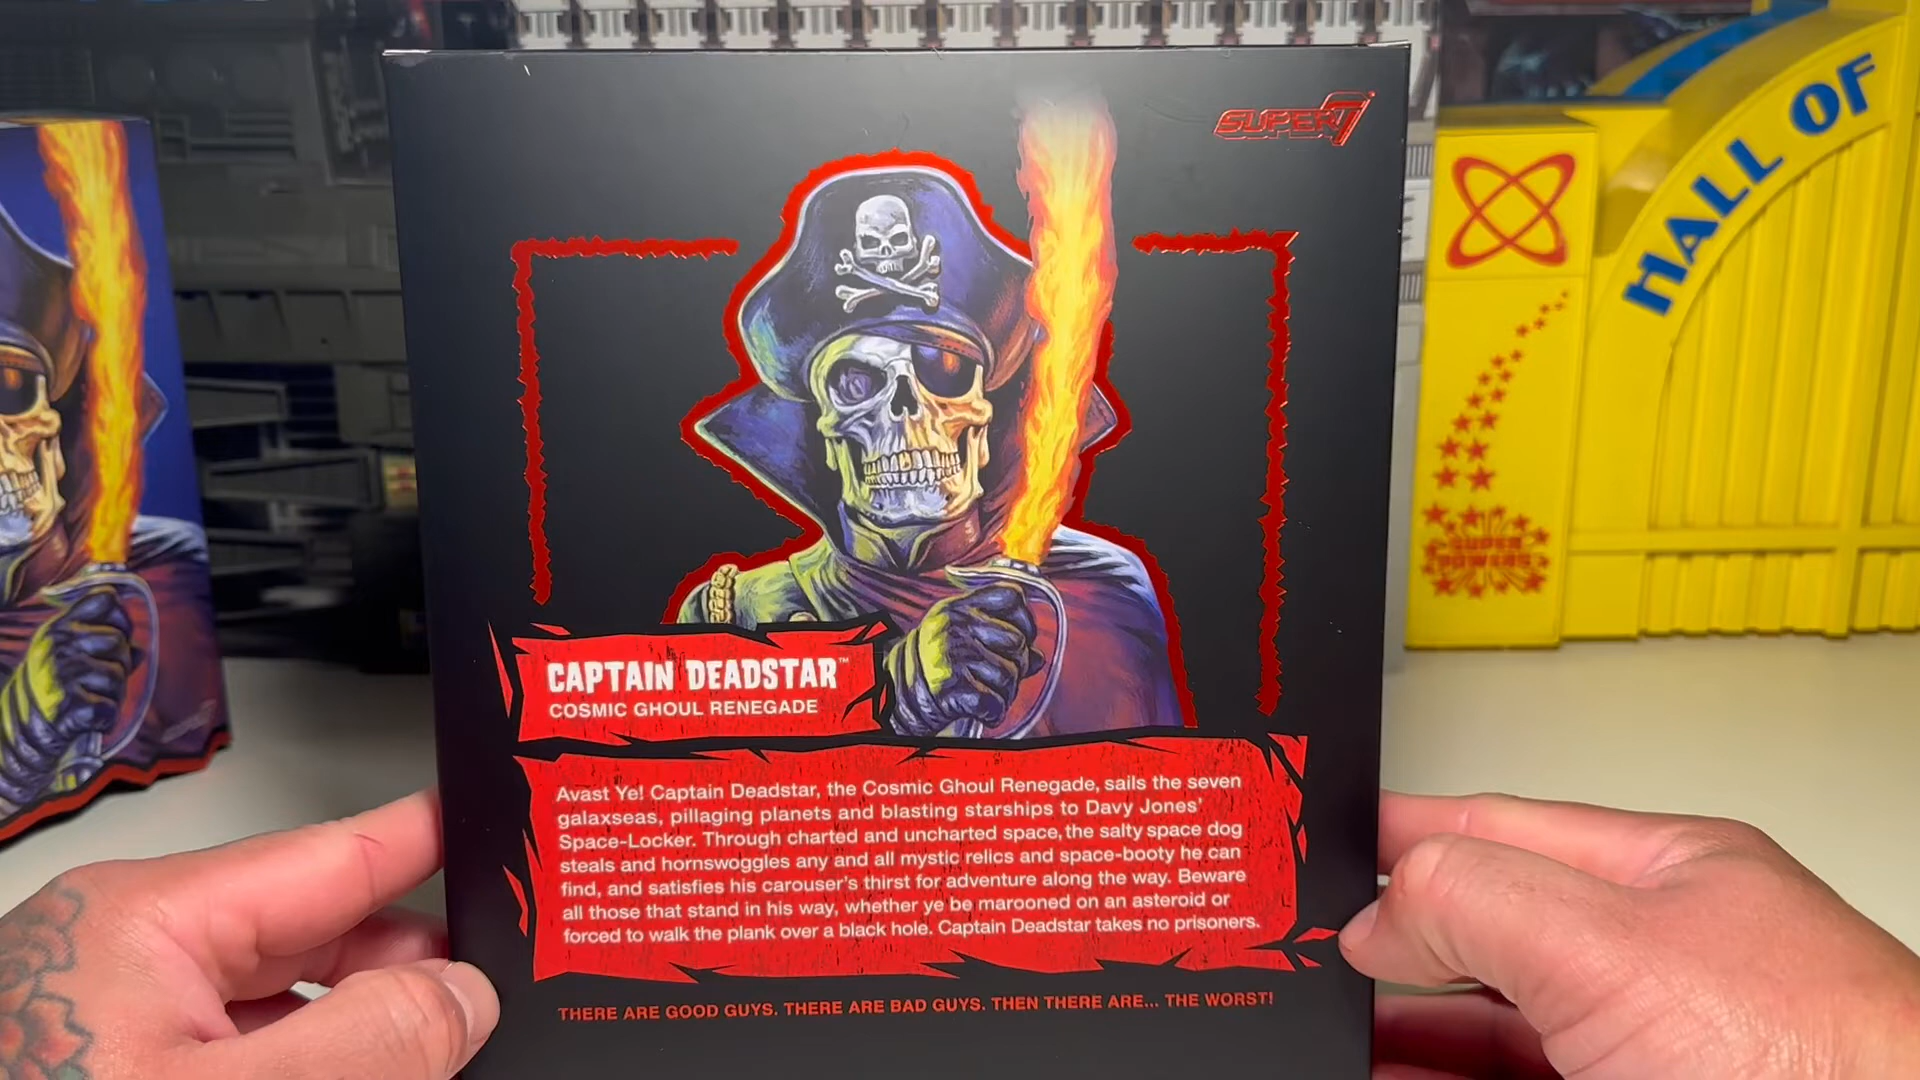 SUPER7
HALL OF
SUPER
POWERS
CAPTAIN DEADSTAR™
COSMIC GHOUL RENEGADE
Avast Ye! Captain Deadstar, the Cosmic Ghoul Renegade, sails the seven
galaxseas, pillaging planets and blasting starships to Davy Jones'
Space-Locker. Through charted and uncharted space, the salty space dog
steals and hornswoggles any and all mystic relics and space-booty he can
find, and satisfies his carouser's thirst for adventure along the way. Beware
all those that stand in his way, whether ye be marooned on an asteroid or
forced to walk the plank over a black hole. Captain Deadstar takes no prisoners.
THERE ARE GOOD GUYS. THERE ARE BAD GUYS. THEN THERE ARE... THE WORST!